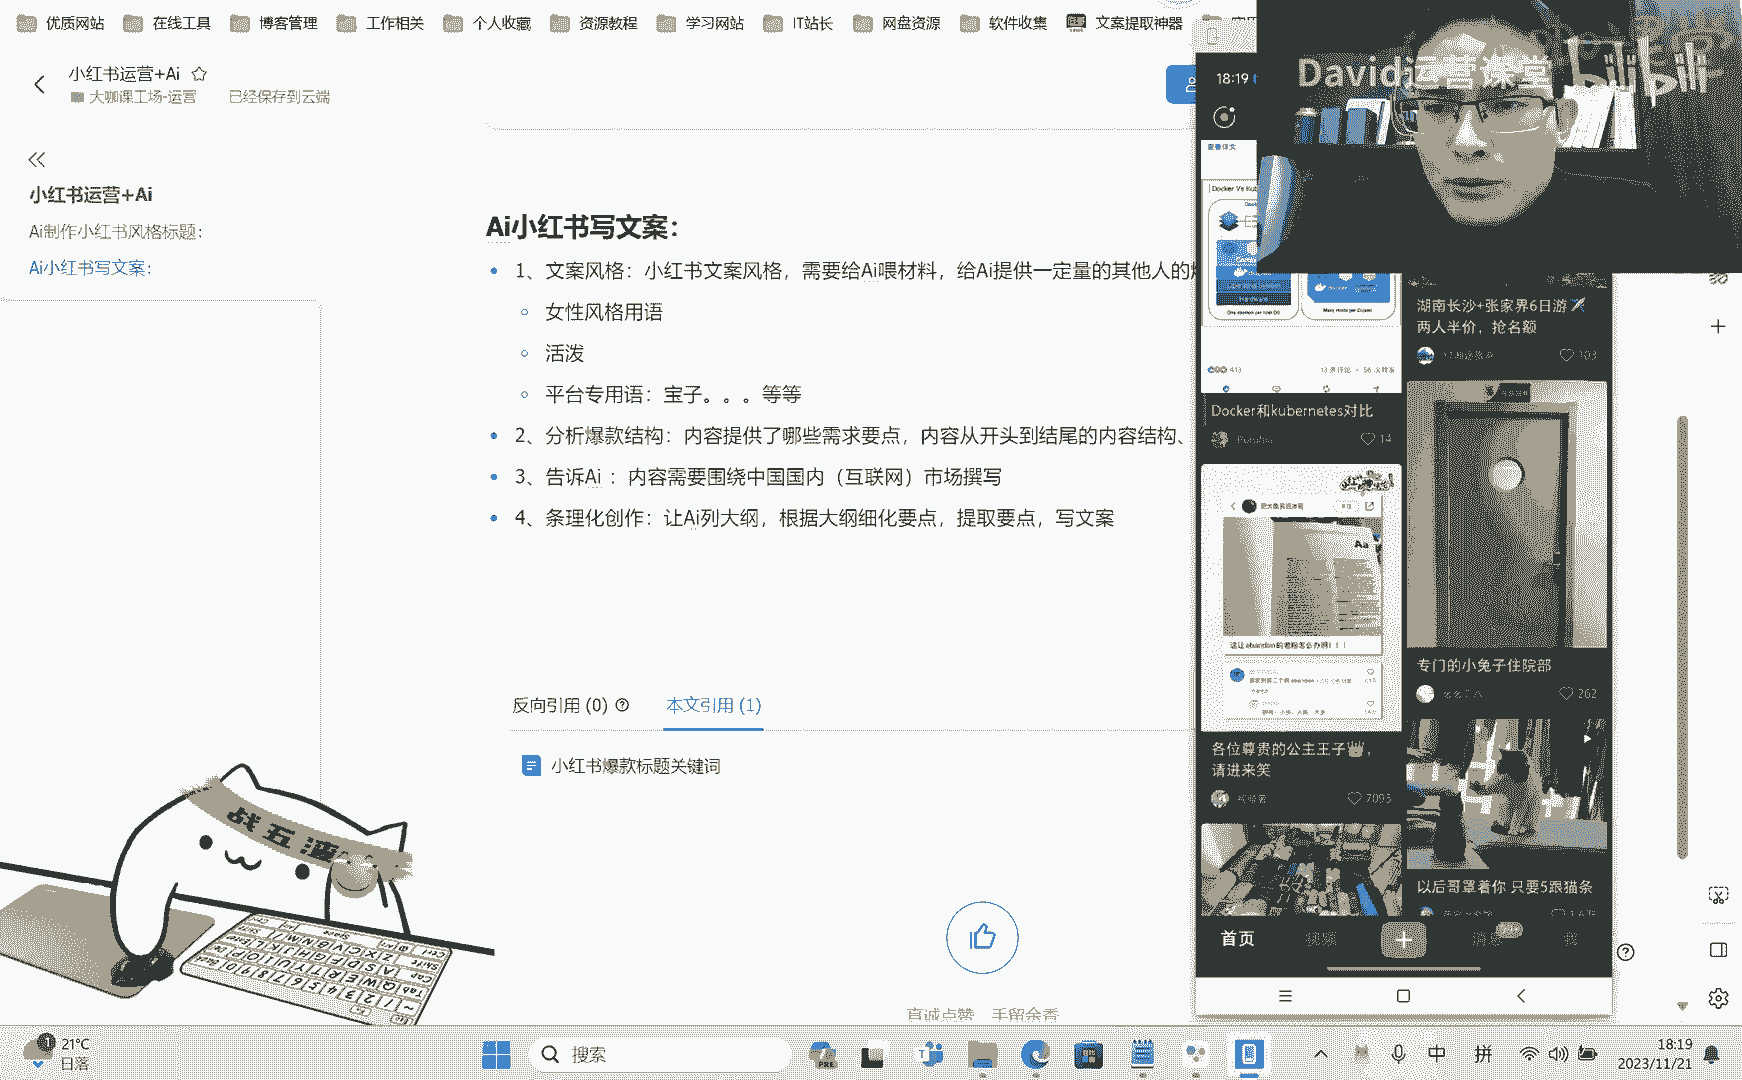 优质网站 在线工具 博客管理 工作相关 个人收藏 资源教程 学习网站 IT站长 网盘资源 软件收集 文案提取神器
小红书运营+Ai
大咖课工场-运营 已经保存到云端
小红书运营+Ai
Ai制作小红书风格标题:
Ai小红书写文案:
Ai小红书写文案:
1、文案风格：小红书文案风格，需要给Ai喂材料，给Ai提供一定量的其他人的
女性风格用语
活泼
平台专用语：宝子。。。等等
2、分析爆款结构：内容提供了哪些需求要点，内容从开头到结尾的内容结构、
3、告诉Ai ：内容需要围绕中国国内（互联网）市场撰写
4、条理化创作：让Ai列大纲，根据大纲细化要点，提取要点，写文案
反向引用 (0) 本文引用 (1)
小红书爆款标题关键词
真诚点赞 手留余香
David运营课堂 bilibili
18:19
查看译文
413
Docker和kubernetes对比
14
湖南长沙+张家界6日游
两人半价，抢名额
103
各位尊贵的公主王子，
请进来笑
7095
专门的小兔子住院部
262
以后哥罩着你 只要5跟猫条
首页 视频 消息 我
21°C
日落
搜索
中 拼
18:19
2023/11/21